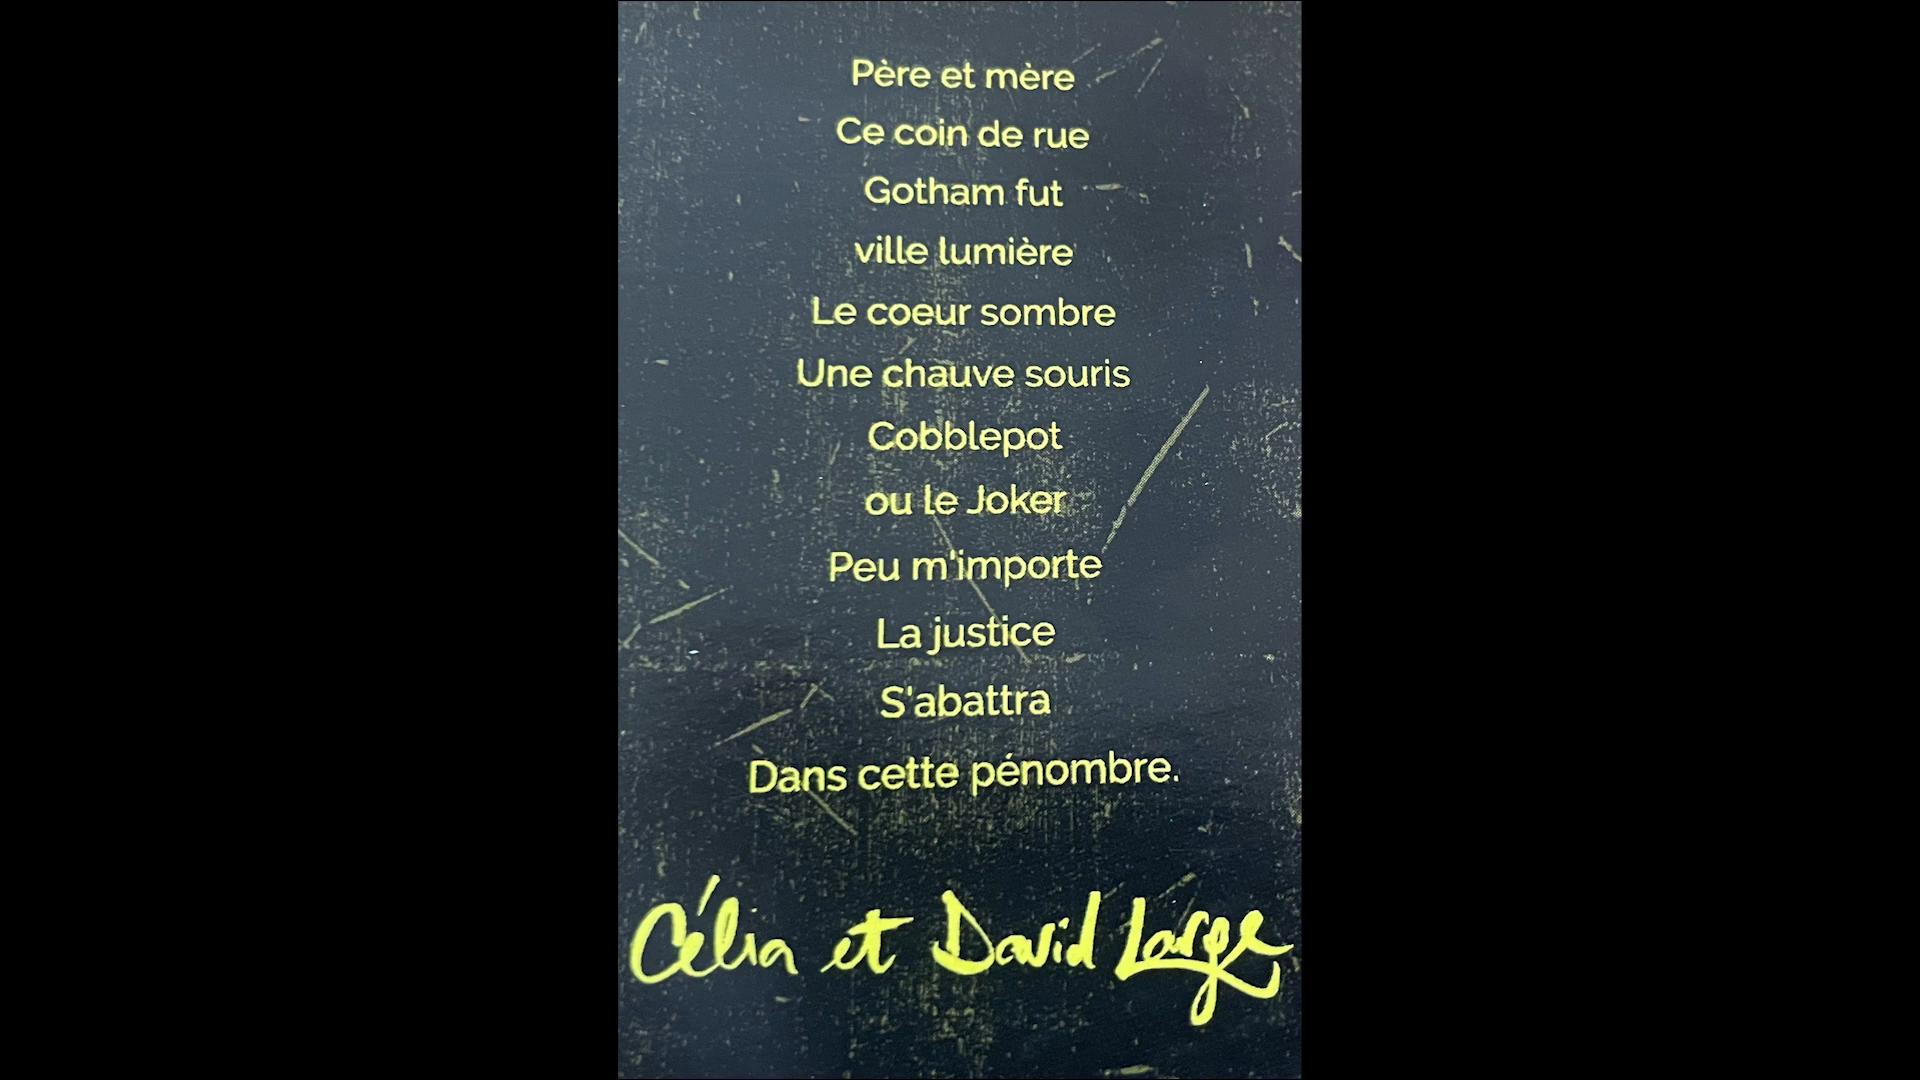 Père et mère
Ce coin de rue
Gotham fut
ville lumière
Le coeur sombre
Une chauve souris
Cobblepot
ou le Joker
Peu m'importe
La justice
S'abattra
Dans cette pénombre.
Célia et David Large